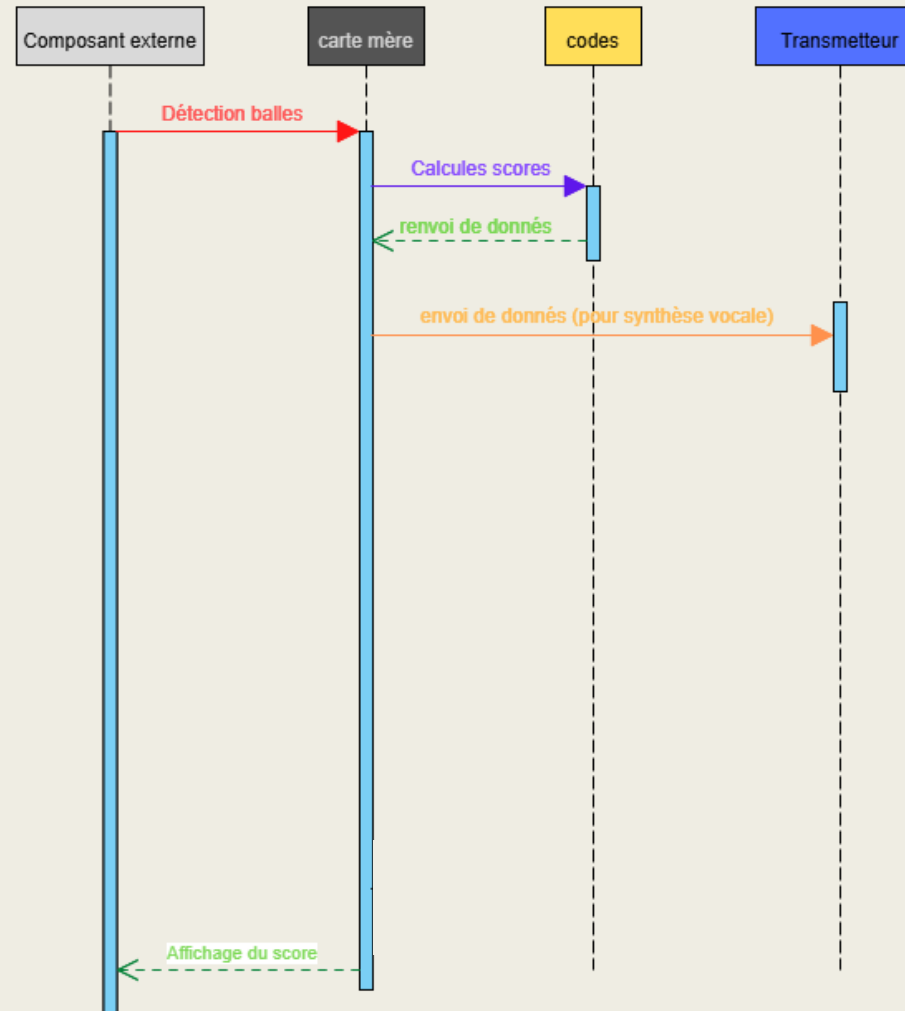 Composant externe
carte mère
codes
Transmetteur
Détection balles
Calcules scores
renvoi de donnés
envoi de donnés (pour synthèse vocale)
Affichage du score